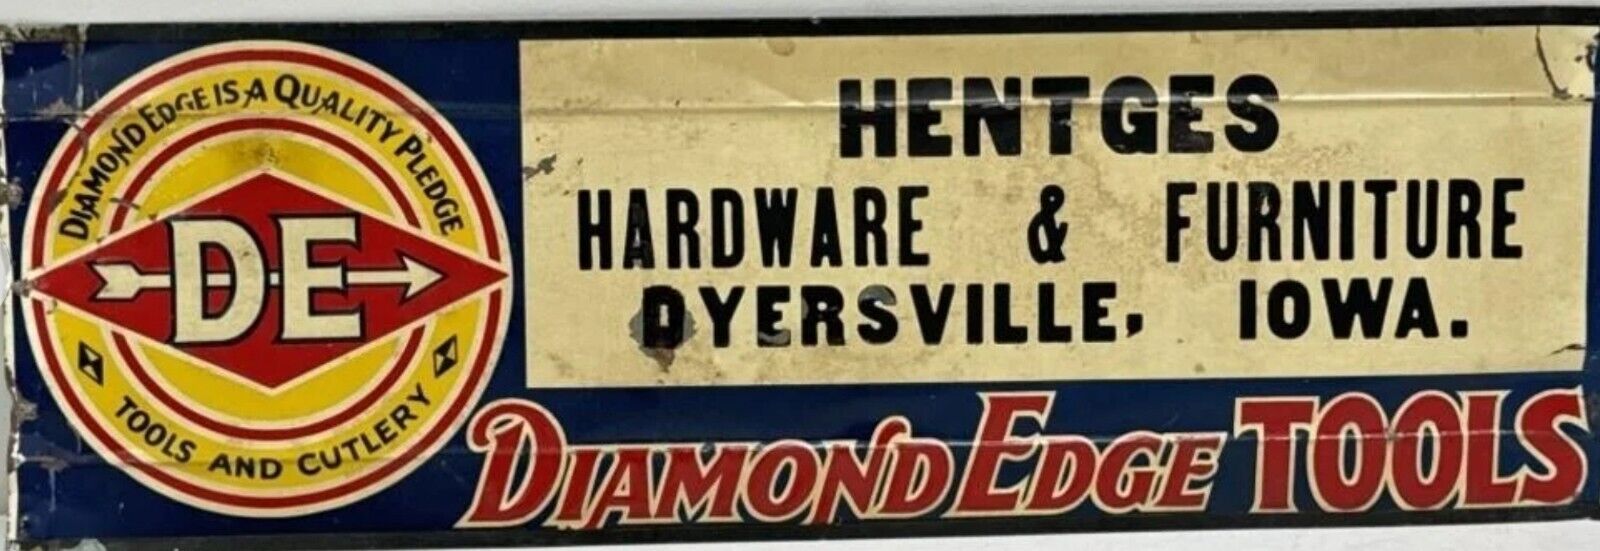 DIAMOND EDGE IS A QUALITY PLEDGE
DE
TOOLS AND CUTLERY
HENTGES
HARDWARE & FURNITURE
DYERSVILLE, IOWA.
DIAMOND EDGE TOOLS